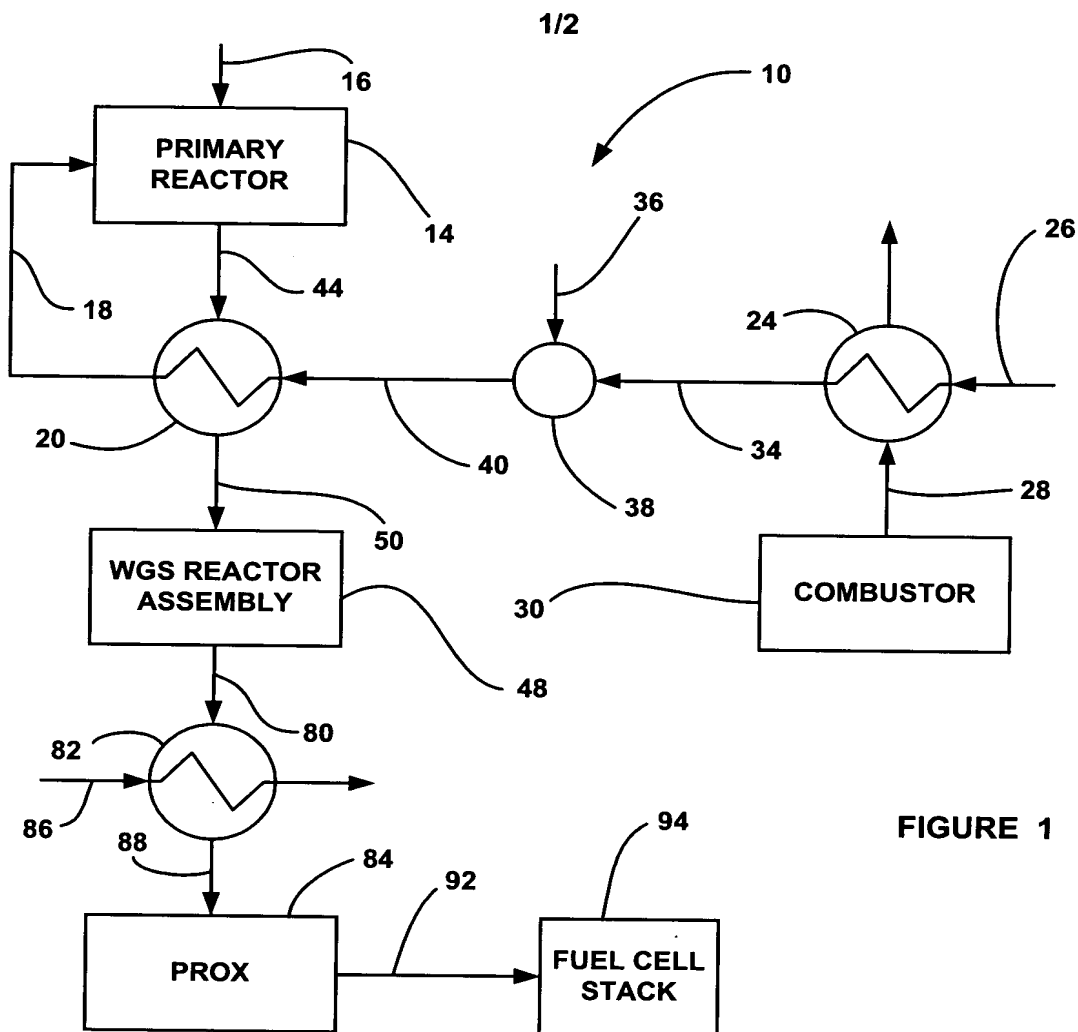 1/2
16
10
PRIMARY
REACTOR
14
36
26
44
18
24
20
40
34
38
28
50
WGS REACTOR
ASSEMBLY
COMBUSTOR
30
48
80
82
86
88
84
92
94
FIGURE 1
PROX
FUEL CELL
STACK